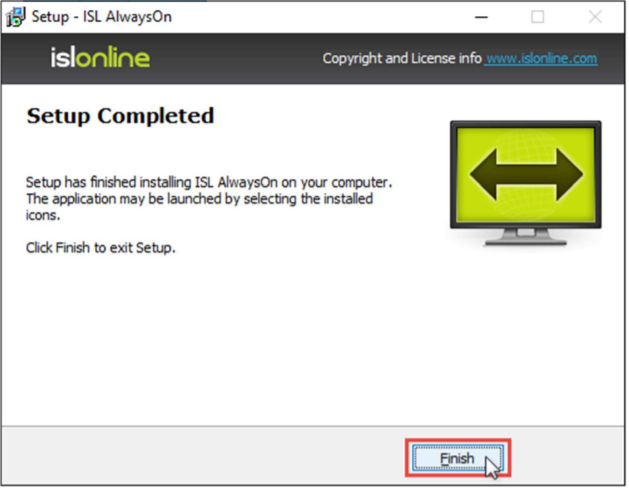 Setup - ISL AlwaysOn
islonline
Copyright and License info www.islonline.com
Setup Completed
Setup has finished installing ISL AlwaysOn on your computer.
The application may be launched by selecting the installed
icons.
Click Finish to exit Setup.
Finish